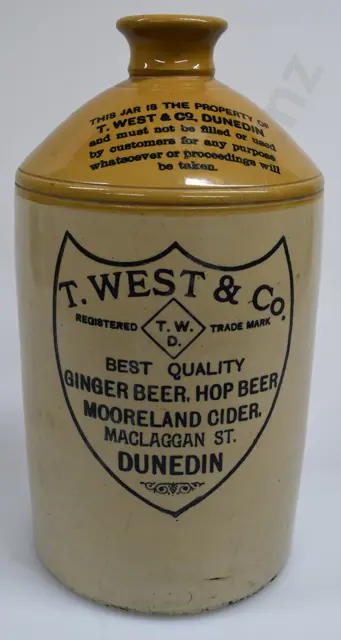 THIS JAR IS THE PROPERTY OF
T. WEST & CO, DUNEDIN
and must not be filled or used
by customers for any purpose
whatsoever or proceedings will
be taken.
T. WEST & Co.
REGISTERED T. W. TRADE MARK
D.
BEST QUALITY
GINGER BEER, HOP BEER
MOORELAND CIDER.
MACLAGGAN ST.
DUNEDIN